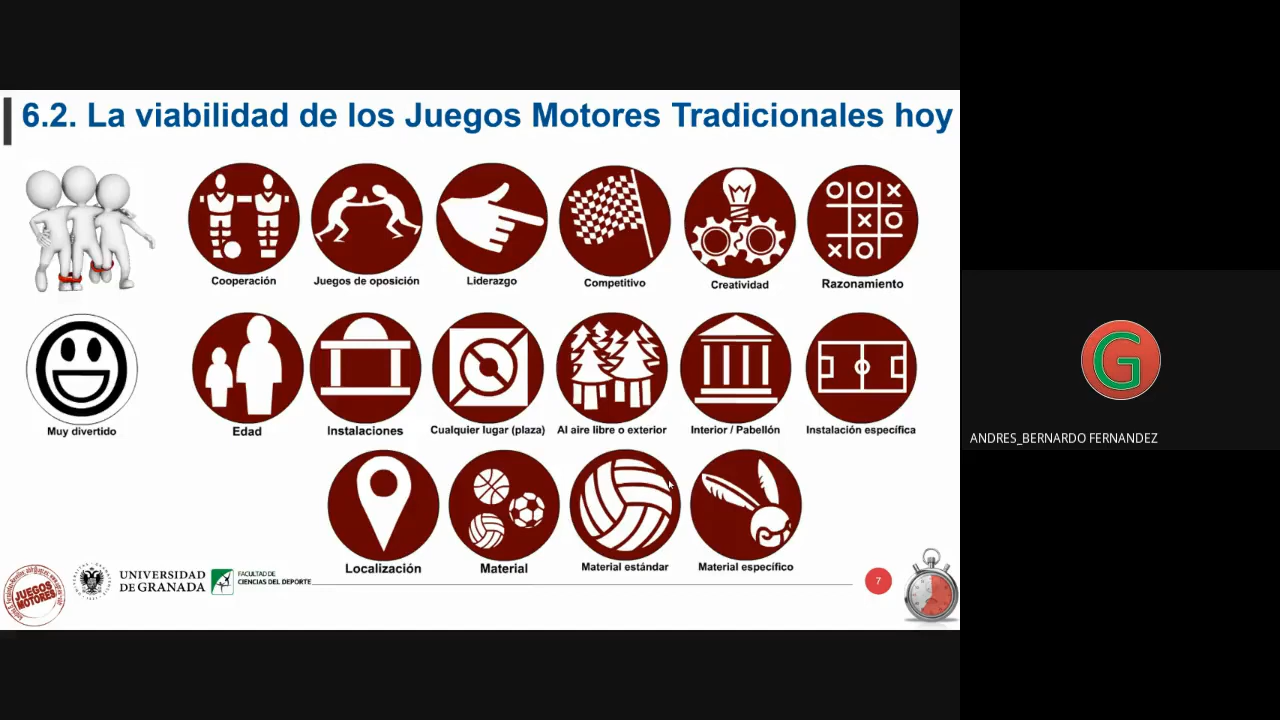 6.2. La viabilidad de los Juegos Motores Tradicionales hoy
Cooperación
Juegos de oposición
Liderazgo
Competitivo
Creatividad
Razonamiento
Muy divertido
Edad
Instalaciones
Cualquier lugar (plaza)
Al aire libre o exterior
Interior / Pabellón
Instalación específica
Localización
Material
Material estándar
Material específico
JUEGOS
MOTORES
UNIVERSIDAD
DE GRANADA
FACULTAD DE
CIENCIAS DEL DEPORTE
7
G
ANDRES_BERNARDO FERNANDEZ